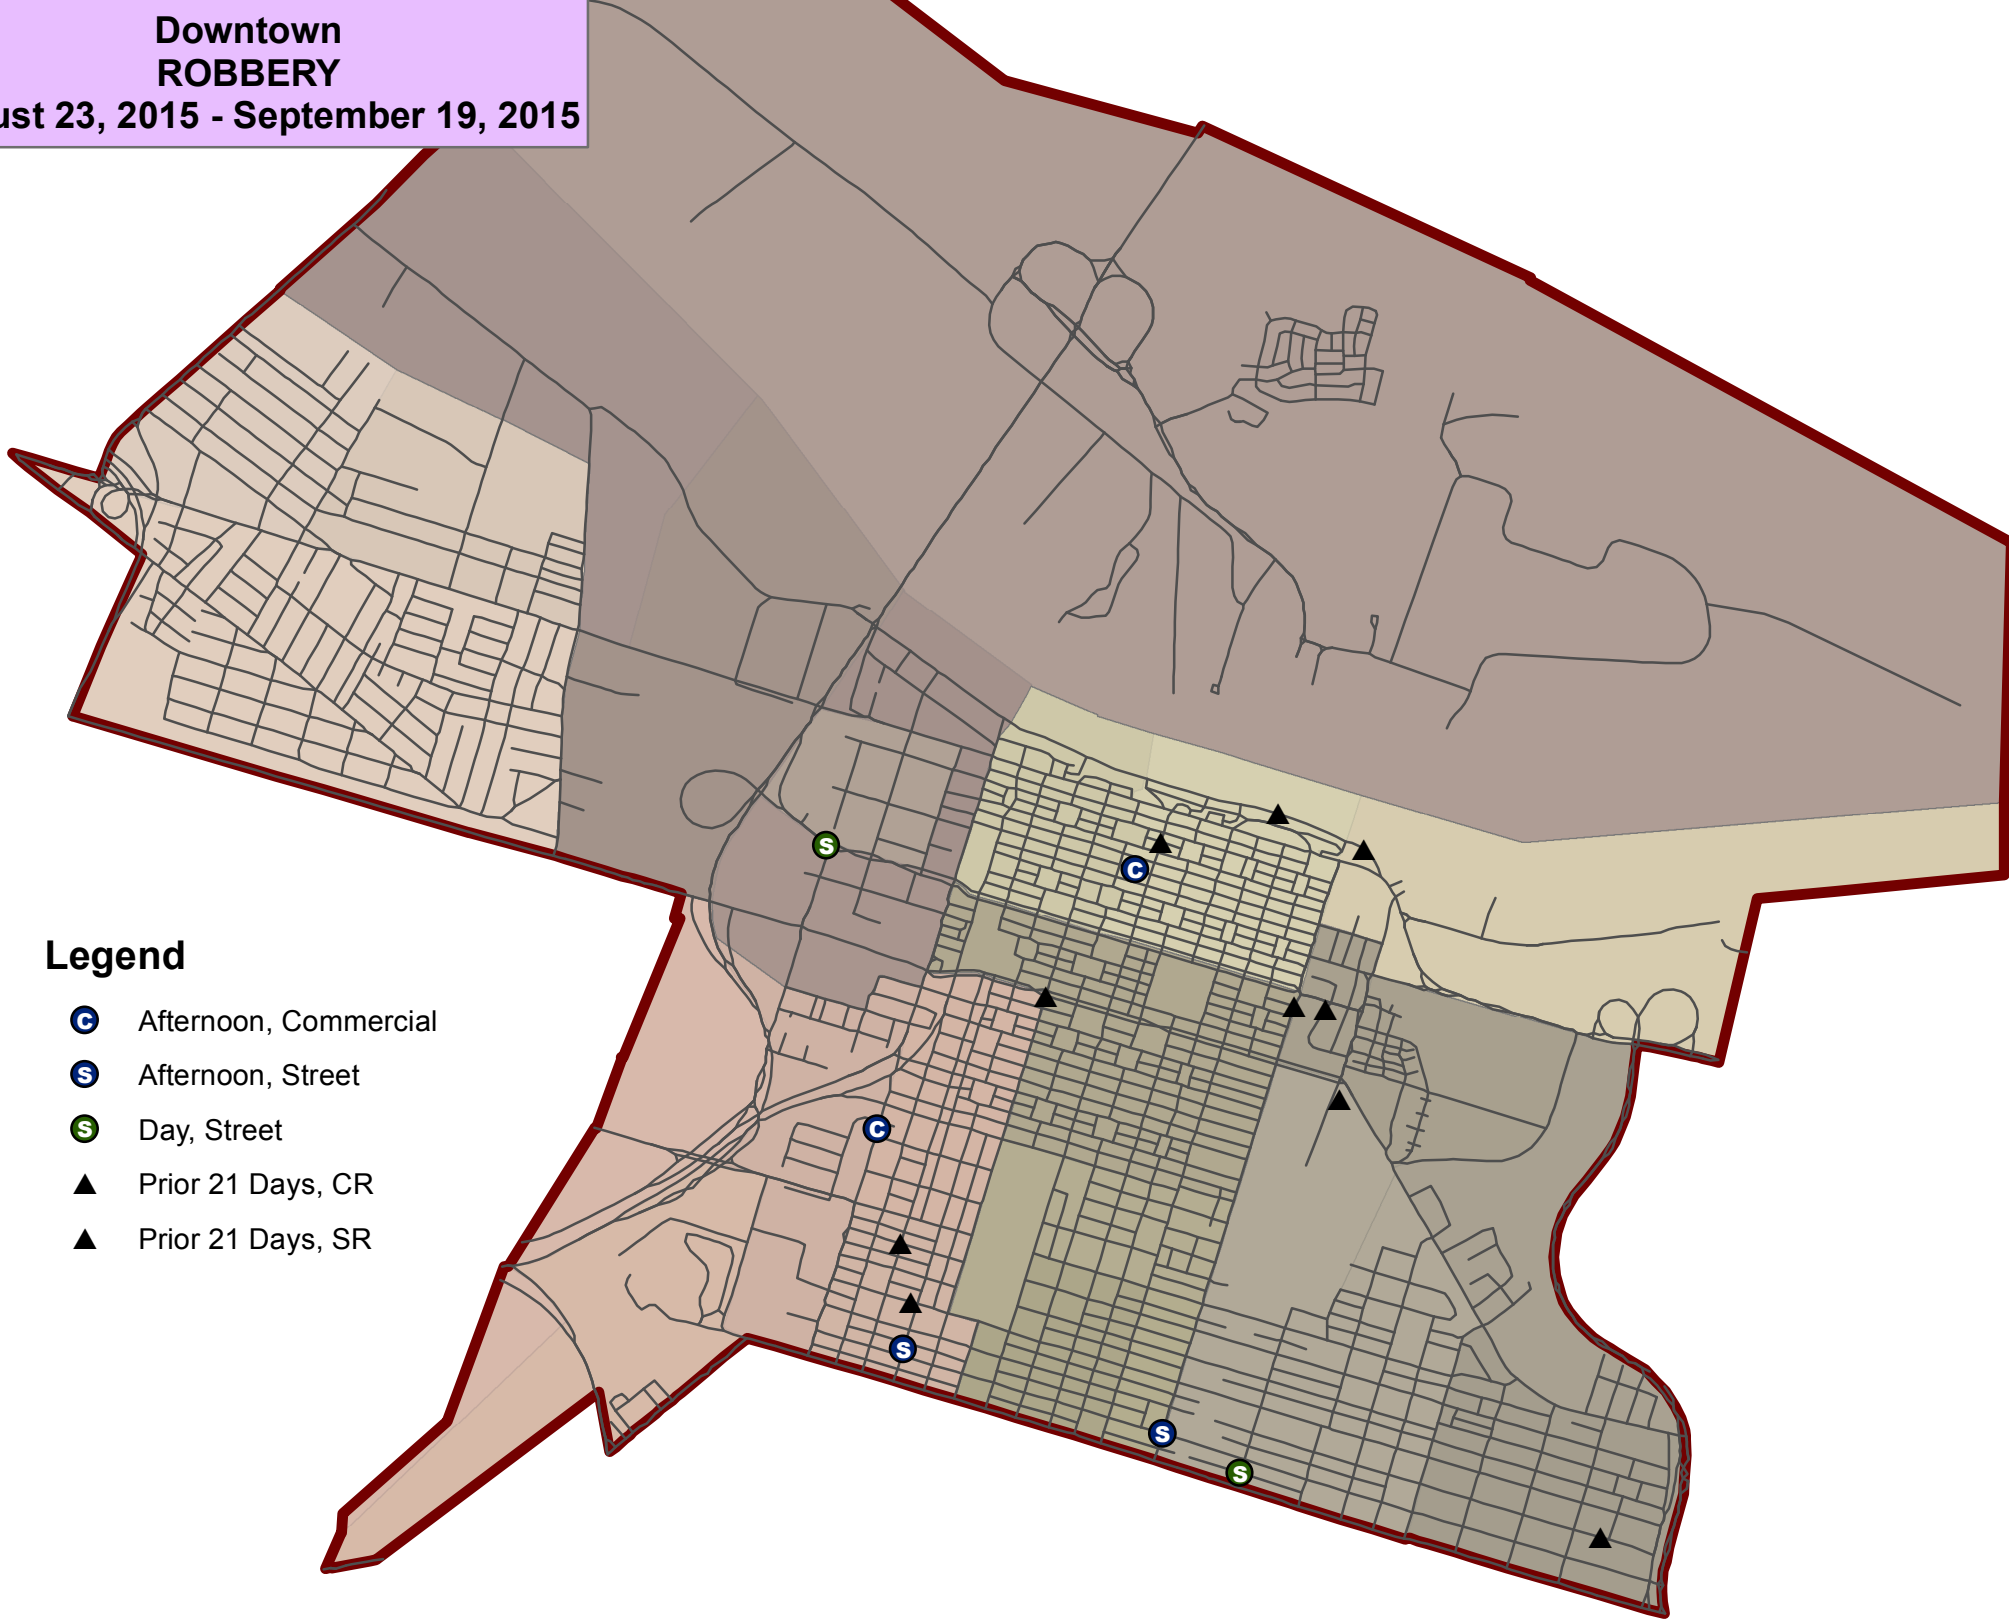 Downtown
ROBBERY
ust 23, 2015 - September 19, 2015
S
C
Legend
C Afternoon, Commercial
S Afternoon, Street
S Day, Street
Prior 21 Days, CR
Prior 21 Days, SR
C
S
S
S